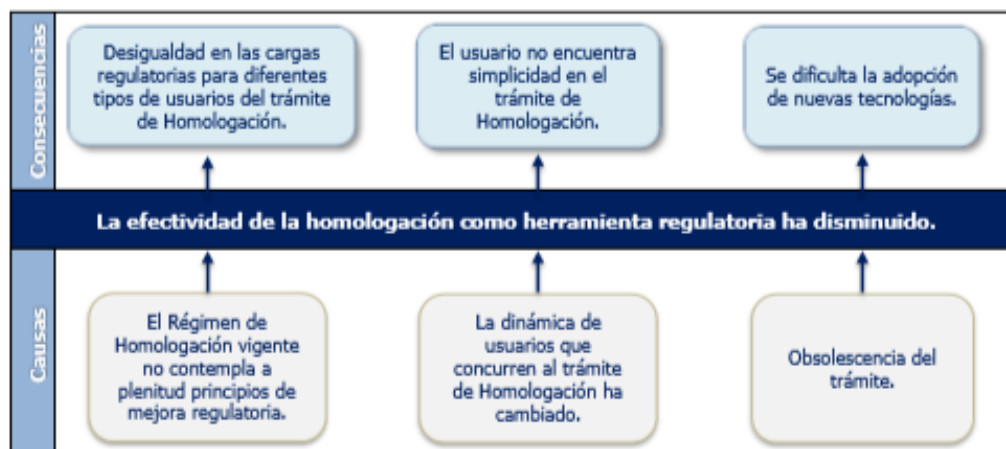 Consecuencias
Desigualdad en las cargas
regulatorias para diferentes
tipos de usuarios del trámite
de Homologación.
El usuario no encuentra
simplicidad en el
trámite de
Homologación.
Se dificulta la adopción
de nuevas tecnologías.
La efectividad de la homologación como herramienta regulatoria ha disminuido.
Causas
El Régimen de
Homologación vigente
no contempla a
plenitud principios de
mejora regulatoria.
La dinámica de
usuarios que
concurren al trámite
de Homologación ha
cambiado.
Obsolescencia del
trámite.